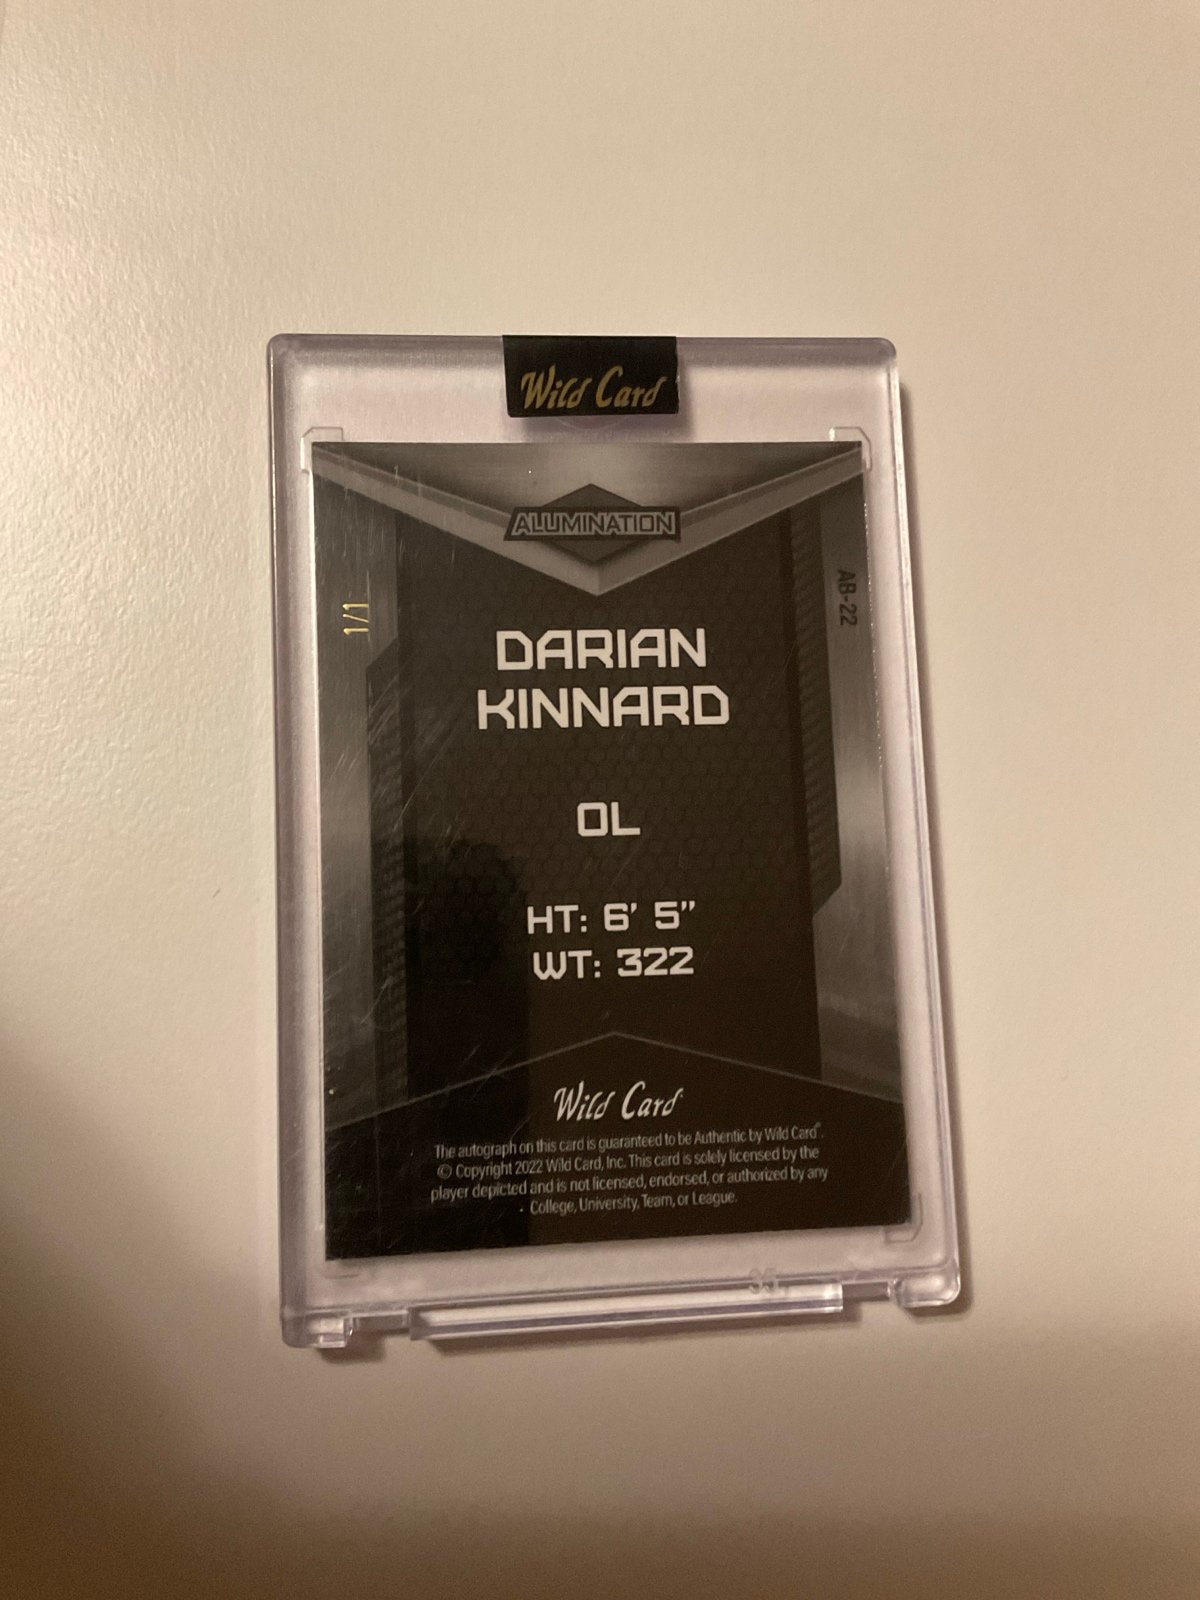 Wild Card
ALUMINATION
1/1
AB-22
DARIAN
KINNARD
OL
HT: 6' 5"
WT: 322
Wild Card
The autograph on this card is guaranteed to be Authentic by Wild Card®.
© Copyright 2022 Wild Card, Inc. This card is solely licensed by the
player depicted and is not licensed, endorsed, or authorized by any
College, University, Team, or League.
35